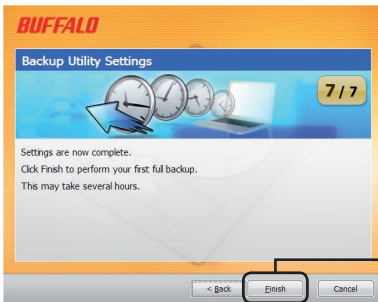 BUFFALO
Backup Utility Settings
7 / 7
Settings are now complete.
Click Finish to perform your first full backup.
This may take several hours.
< Back
Finish
Cancel